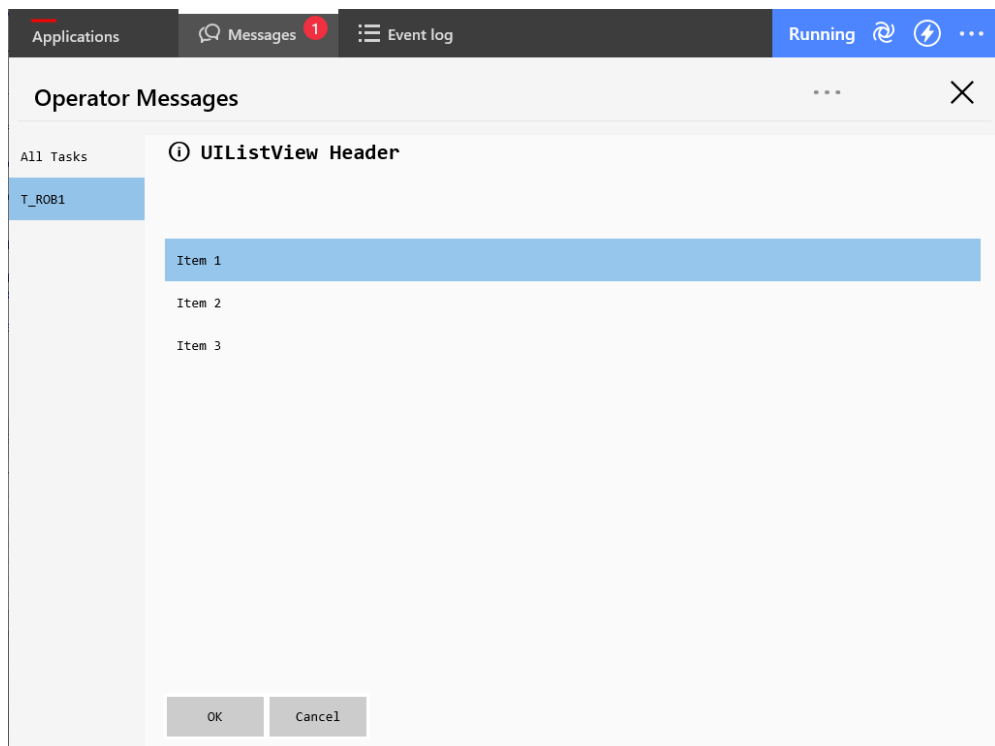 Applications Messages 1 Event log Running ...
Operator Messages ...
All Tasks
T_ROB1
UIListView Header
Item 1
Item 2
Item 3
OK Cancel